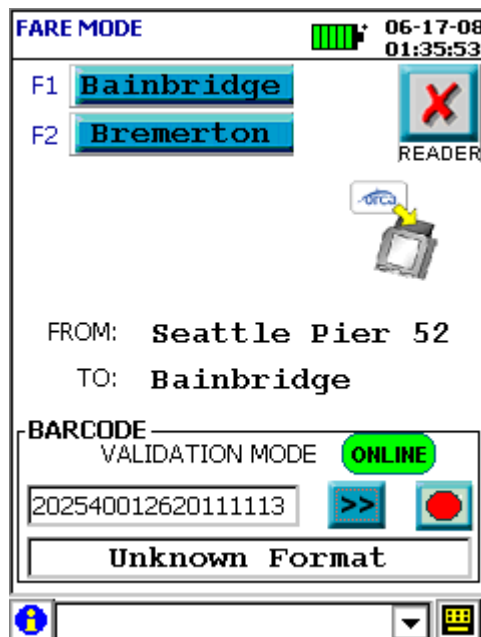 FARE MODE
06-17-08
01:35:53
F1 Bainbridge
F2 Bremerton
READER
orca
FROM: Seattle Pier 52
TO: Bainbridge
BARCODE
VALIDATION MODE ONLINE
202540012620111113 >>
Unknown Format